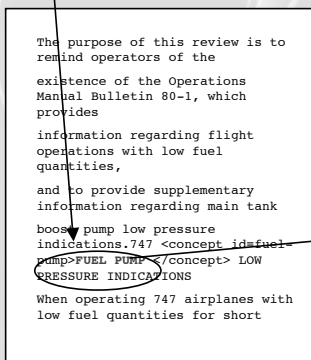 The purpose of this review is to
remind operators of the
existence of the Operations
Manual Bulletin 80-1, which
provides
information regarding flight
operations with low fuel
quantities,
and to provide supplementary
information regarding main tank
boost pump low pressure
indications.747 <concept id=fuel-
pump>FUEL PUMP </concept> LOW
PRESSURE INDICATIONS
When operating 747 airplanes with
low fuel quantities for short